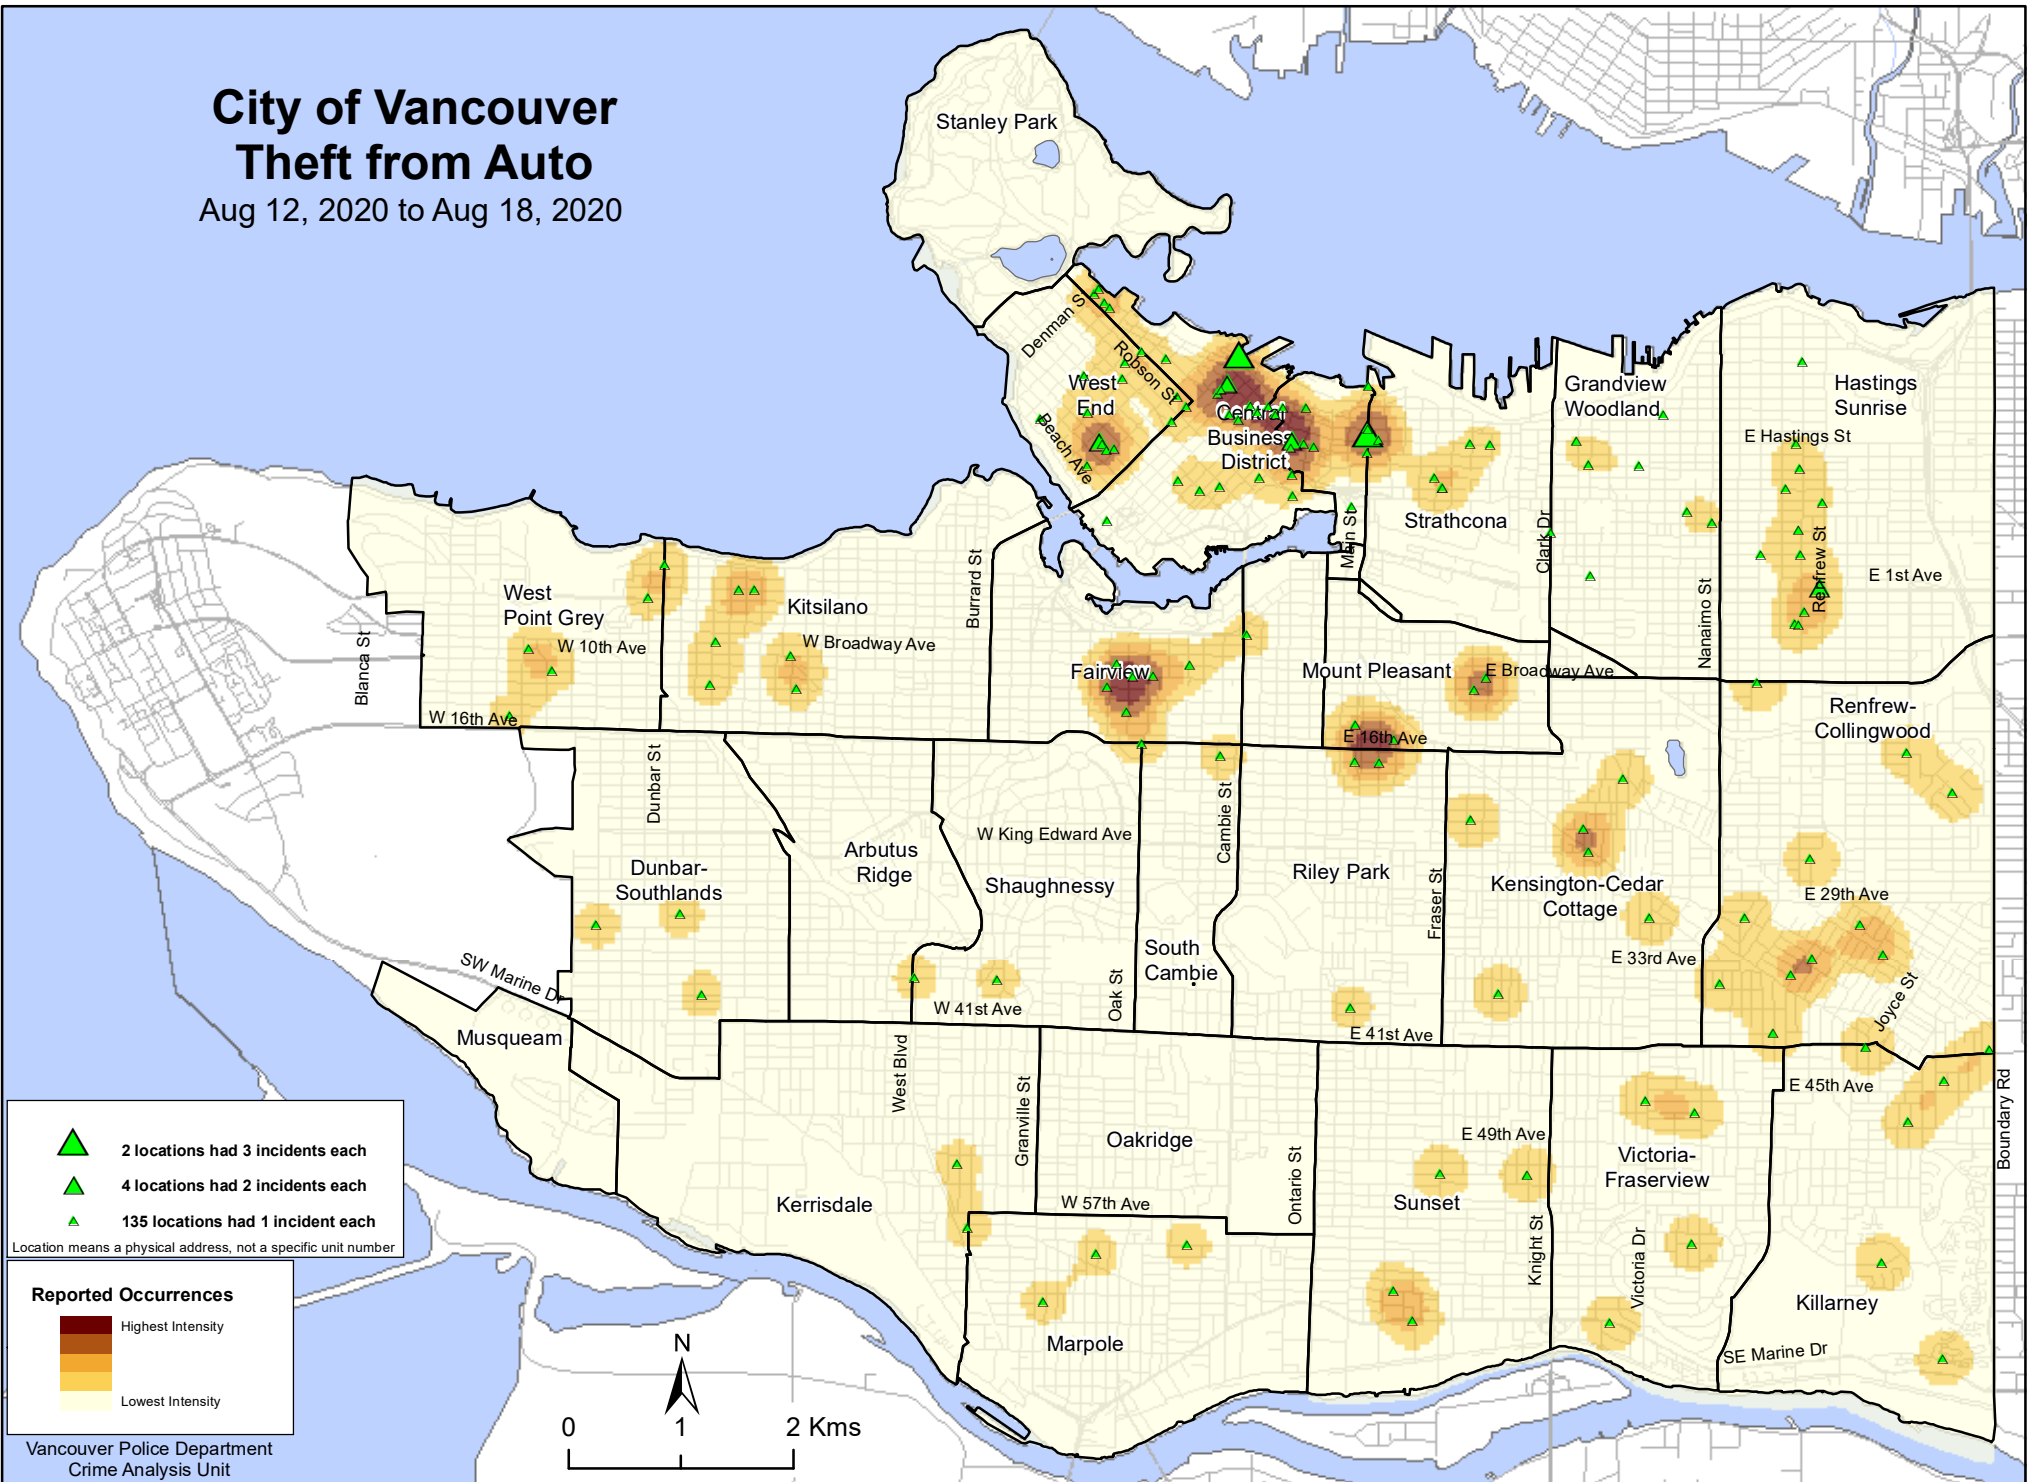 City of Vancouver
Theft from Auto
Aug 12, 2020 to Aug 18, 2020
Stanley Park
Denman S
Robson St
West
End
Beach Ave
Central
Business
District
Grandview
Woodland
Hastings
Sunrise
E Hastings St
Strathcona
Main St
Clark Dr
Nanaimo St
Renfrew St
E 1st Ave
West
Point Grey
Kitsilano
Burrard St
Blanca St
W 10th Ave
W Broadway Ave
Fairview
Mount Pleasant
E Broadway Ave
W 16th Ave
E 16th Ave
Renfrew-
Collingwood
Dunbar St
Cambie St
W King Edward Ave
Arbutus
Ridge
Dunbar-
Southlands
Shaughnessy
Riley Park
Fraser St
Kensington-Cedar
Cottage
E 29th Ave
South
Cambie
E 33rd Ave
SW Marine Dr
Oak St
W 41st Ave
E 41st Ave
Joyce St
Musqueam
West Blvd
Granville St
E 45th Ave
Boundary Rd
Oakridge
E 49th Ave
Ontario St
Victoria-
Fraserview
Kerrisdale
W 57th Ave
Sunset
Knight St
Victoria Dr
Killarney
Marpole
SE Marine Dr
2 locations had 3 incidents each
4 locations had 2 incidents each
135 locations had 1 incident each
Location means a physical address, not a specific unit number
Reported Occurrences
Highest Intensity
Lowest Intensity
N
0 1 2 Kms
Vancouver Police Department
Crime Analysis Unit